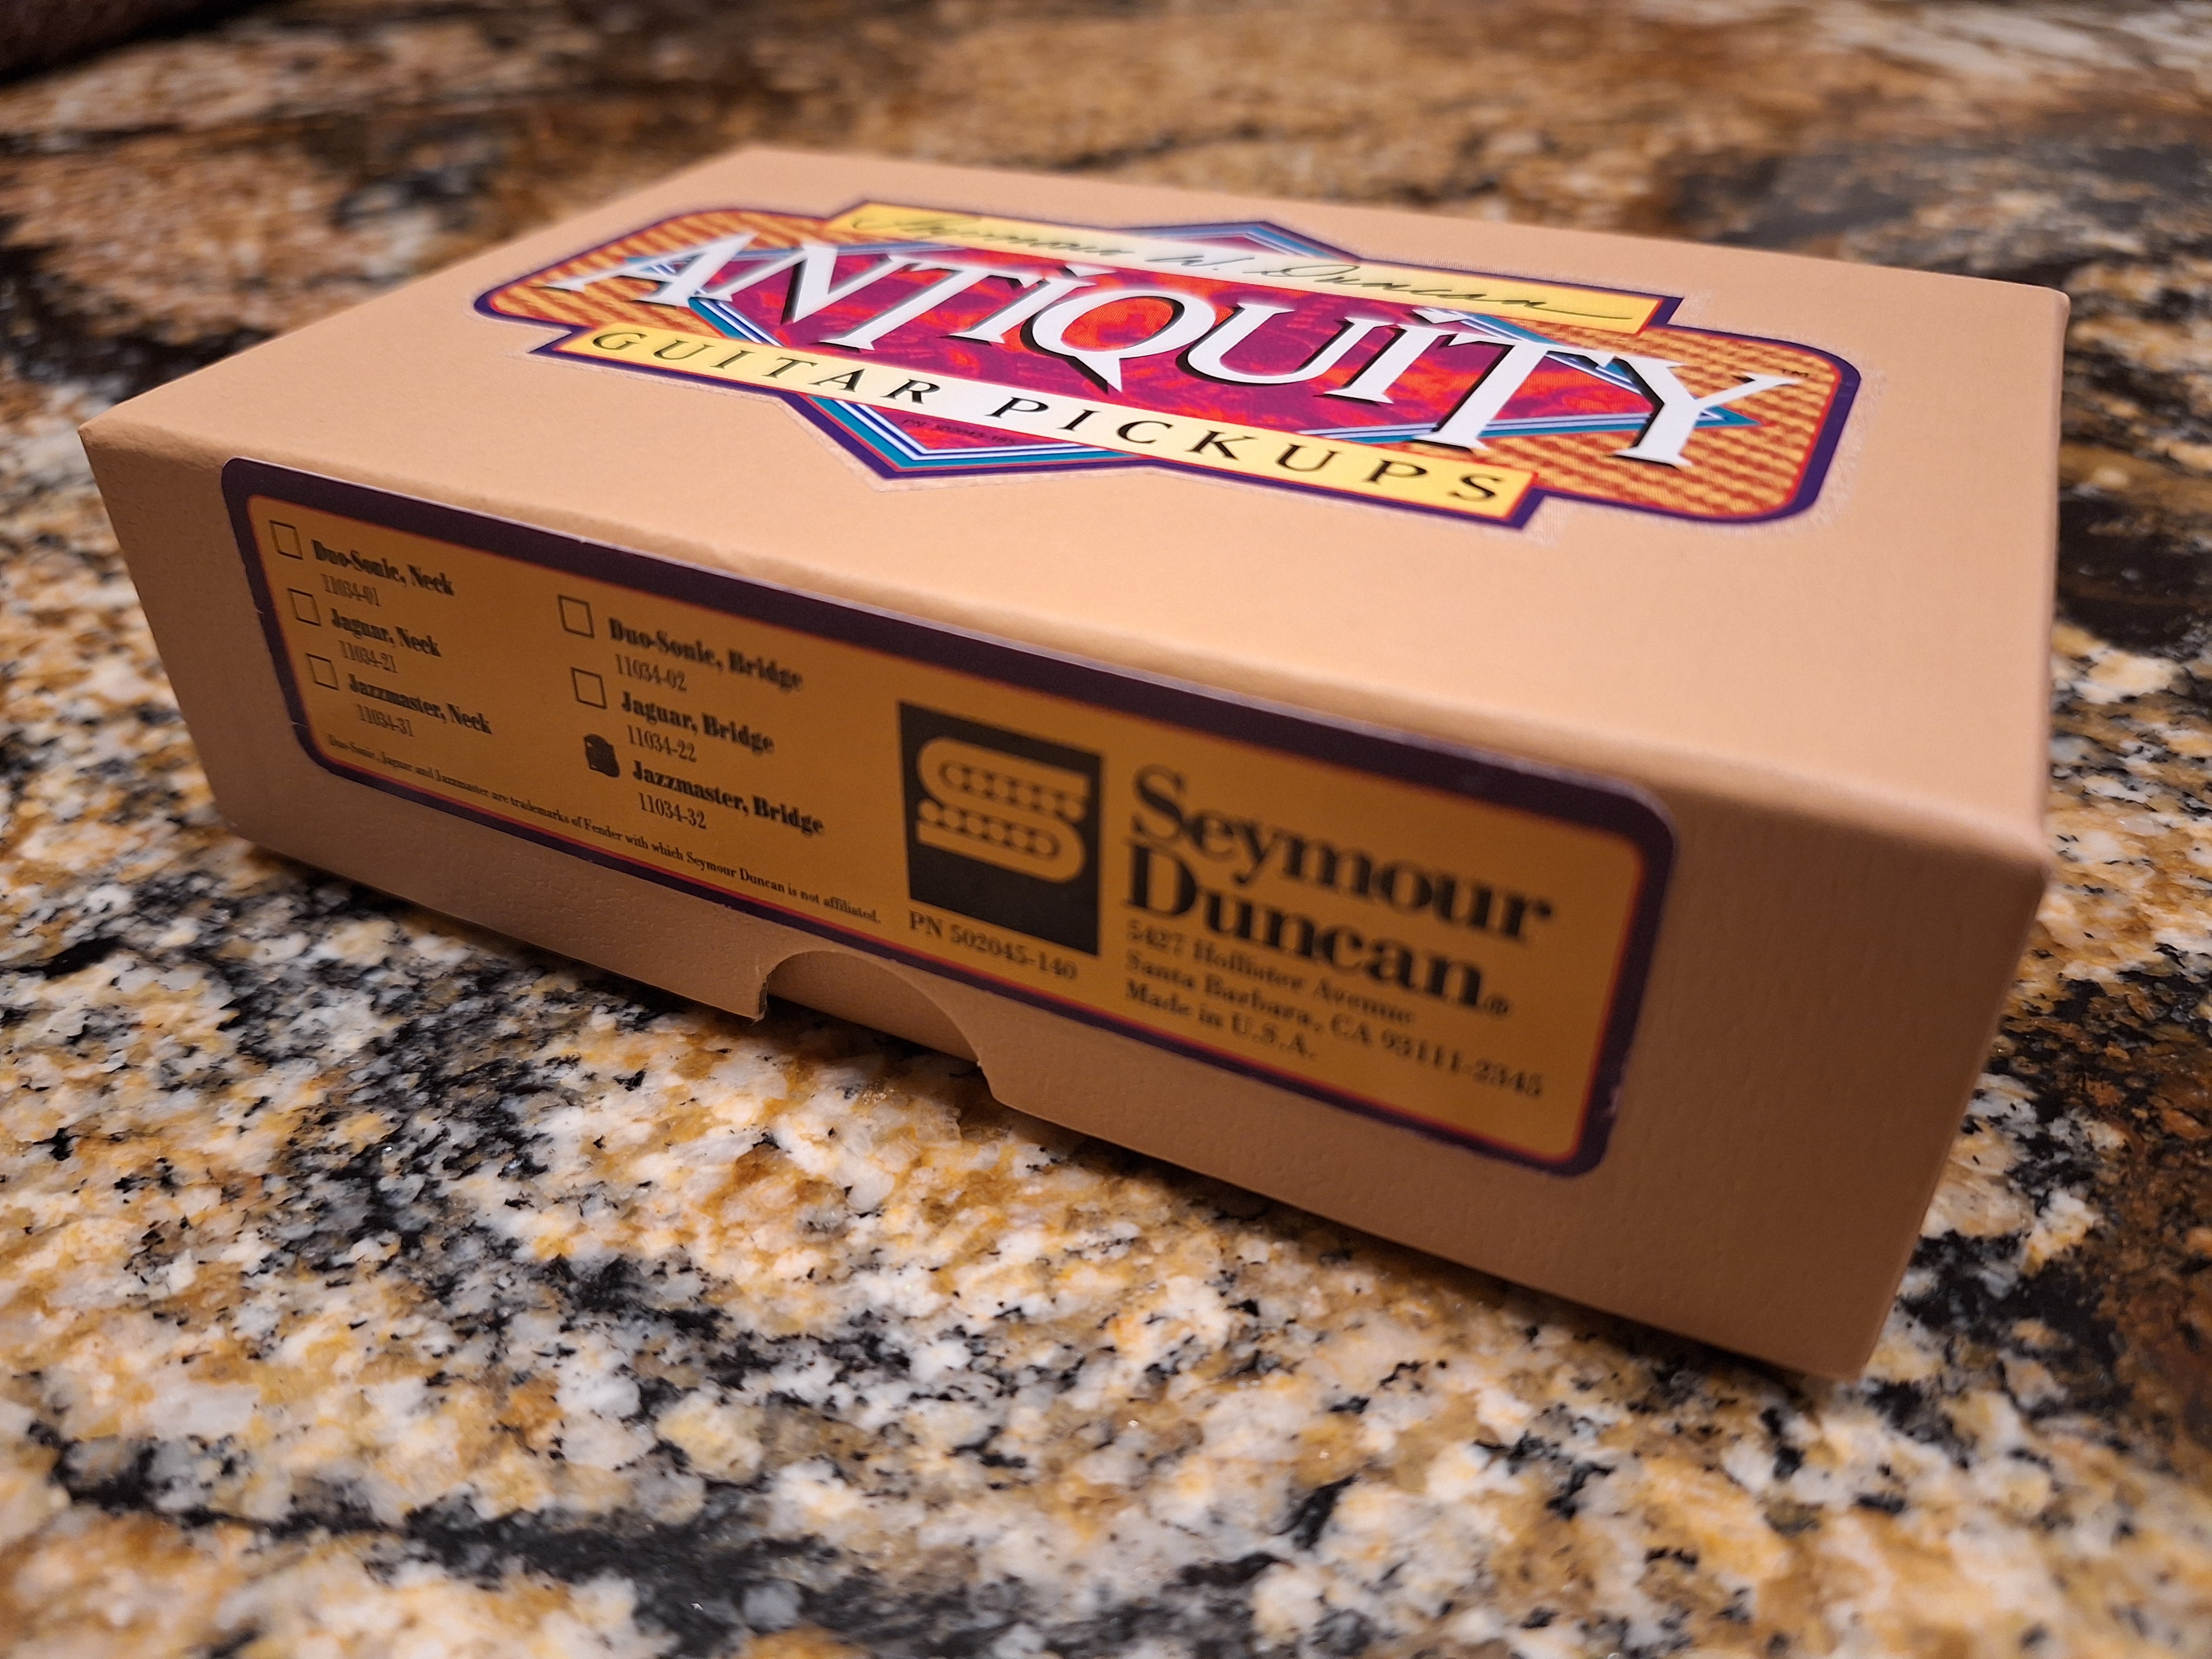 Seymour W. Duncan
ANTIQUITY™
GUITAR PICKUPS
Duo-Sonic, Neck
11034-01
Jaguar, Neck
11034-21
Jazzmaster, Neck
11034-31
Duo-Sonic, Bridge
11034-02
Jaguar, Bridge
11034-22
Jazzmaster, Bridge
11034-32
Duo-Sonic, Jaguar and Jazzmaster are trademarks of Fender with which Seymour Duncan is not affiliated.
PN 502045-140
Seymour
Duncan®
5427 Hollister Avenue
Santa Barbara, CA 93111-2345
Made in U.S.A.